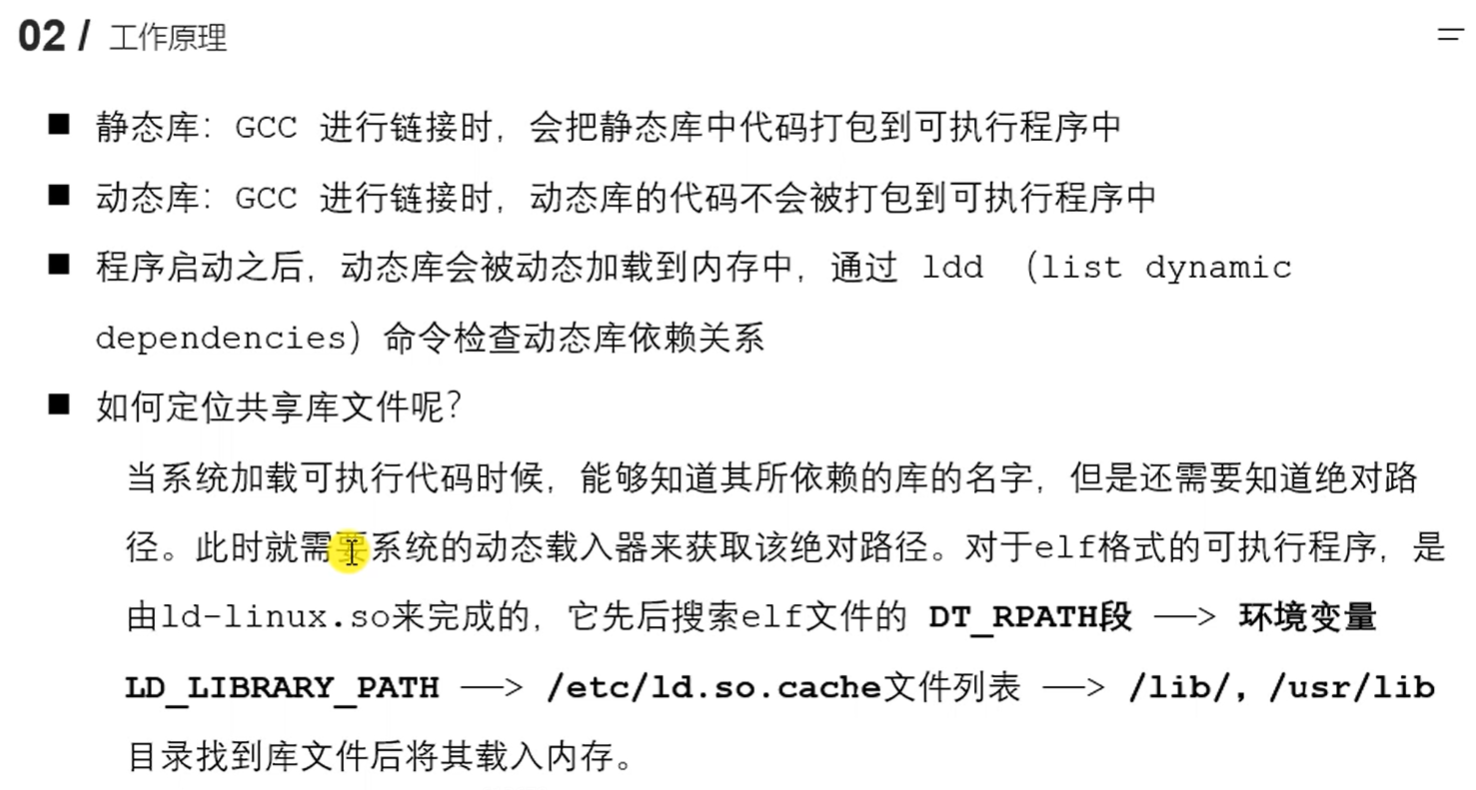 02 / 工作原理
■ 静态库：GCC 进行链接时，会把静态库中代码打包到可执行程序中
■ 动态库：GCC 进行链接时，动态库的代码不会被打包到可执行程序中
■ 程序启动之后，动态库会被动态加载到内存中，通过 ldd （list dynamic
dependencies）命令检查动态库依赖关系
■ 如何定位共享库文件呢？
当系统加载可执行代码时候，能够知道其所依赖的库的名字，但是还需要知道绝对路
径。此时就需要系统的动态载入器来获取该绝对路径。对于elf格式的可执行程序，是
由ld-linux.so来完成的，它先后搜索elf文件的 DT_RPATH段 ——> 环境变量
LD_LIBRARY_PATH ——> /etc/ld.so.cache文件列表 ——> /lib/，/usr/lib
目录找到库文件后将其载入内存。